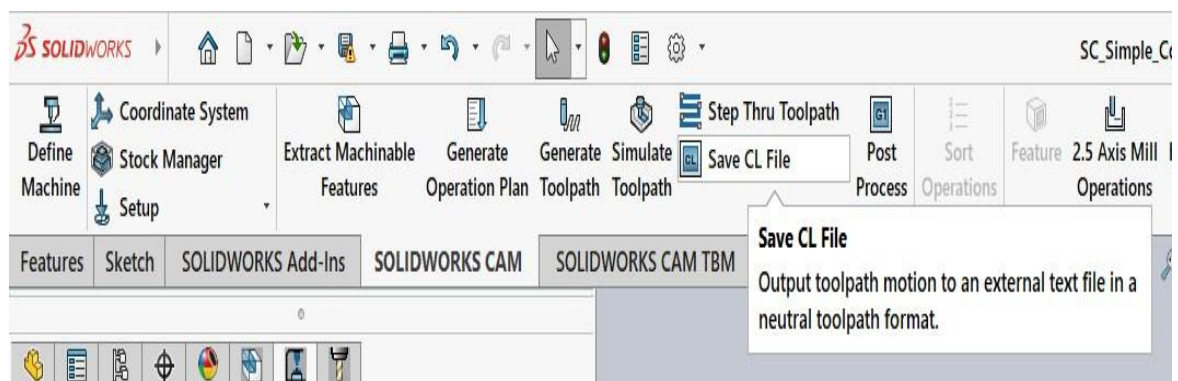 SOLIDWORKS
SC_Simple_Co
Define Machine
Coordinate System
Stock Manager
Setup
Extract Machinable Features
Generate Operation Plan
Generate Toolpath
Simulate Toolpath
Step Thru Toolpath
CL Save CL File
G1
Post Process
Sort Operations
Feature
2.5 Axis Mill Operations
Features Sketch SOLIDWORKS Add-Ins SOLIDWORKS CAM SOLIDWORKS CAM TBM
Save CL File
Output toolpath motion to an external text file in a
neutral toolpath format.